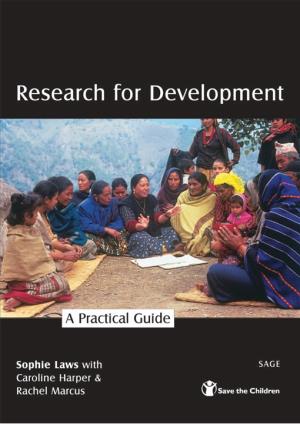 Research for Development
A Practical Guide
Sophie Laws with
Caroline Harper &
Rachel Marcus
SAGE
Save the Children